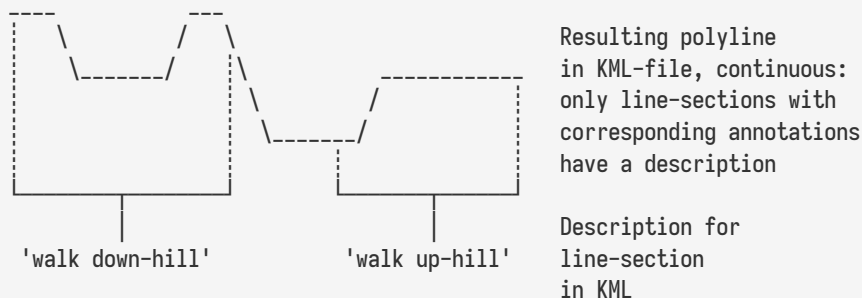 Resulting polyline
in KML-file, continuous:
only line-sections with
corresponding annotations
have a description
'walk down-hill'
'walk up-hill'
Description for
line-section
in KML